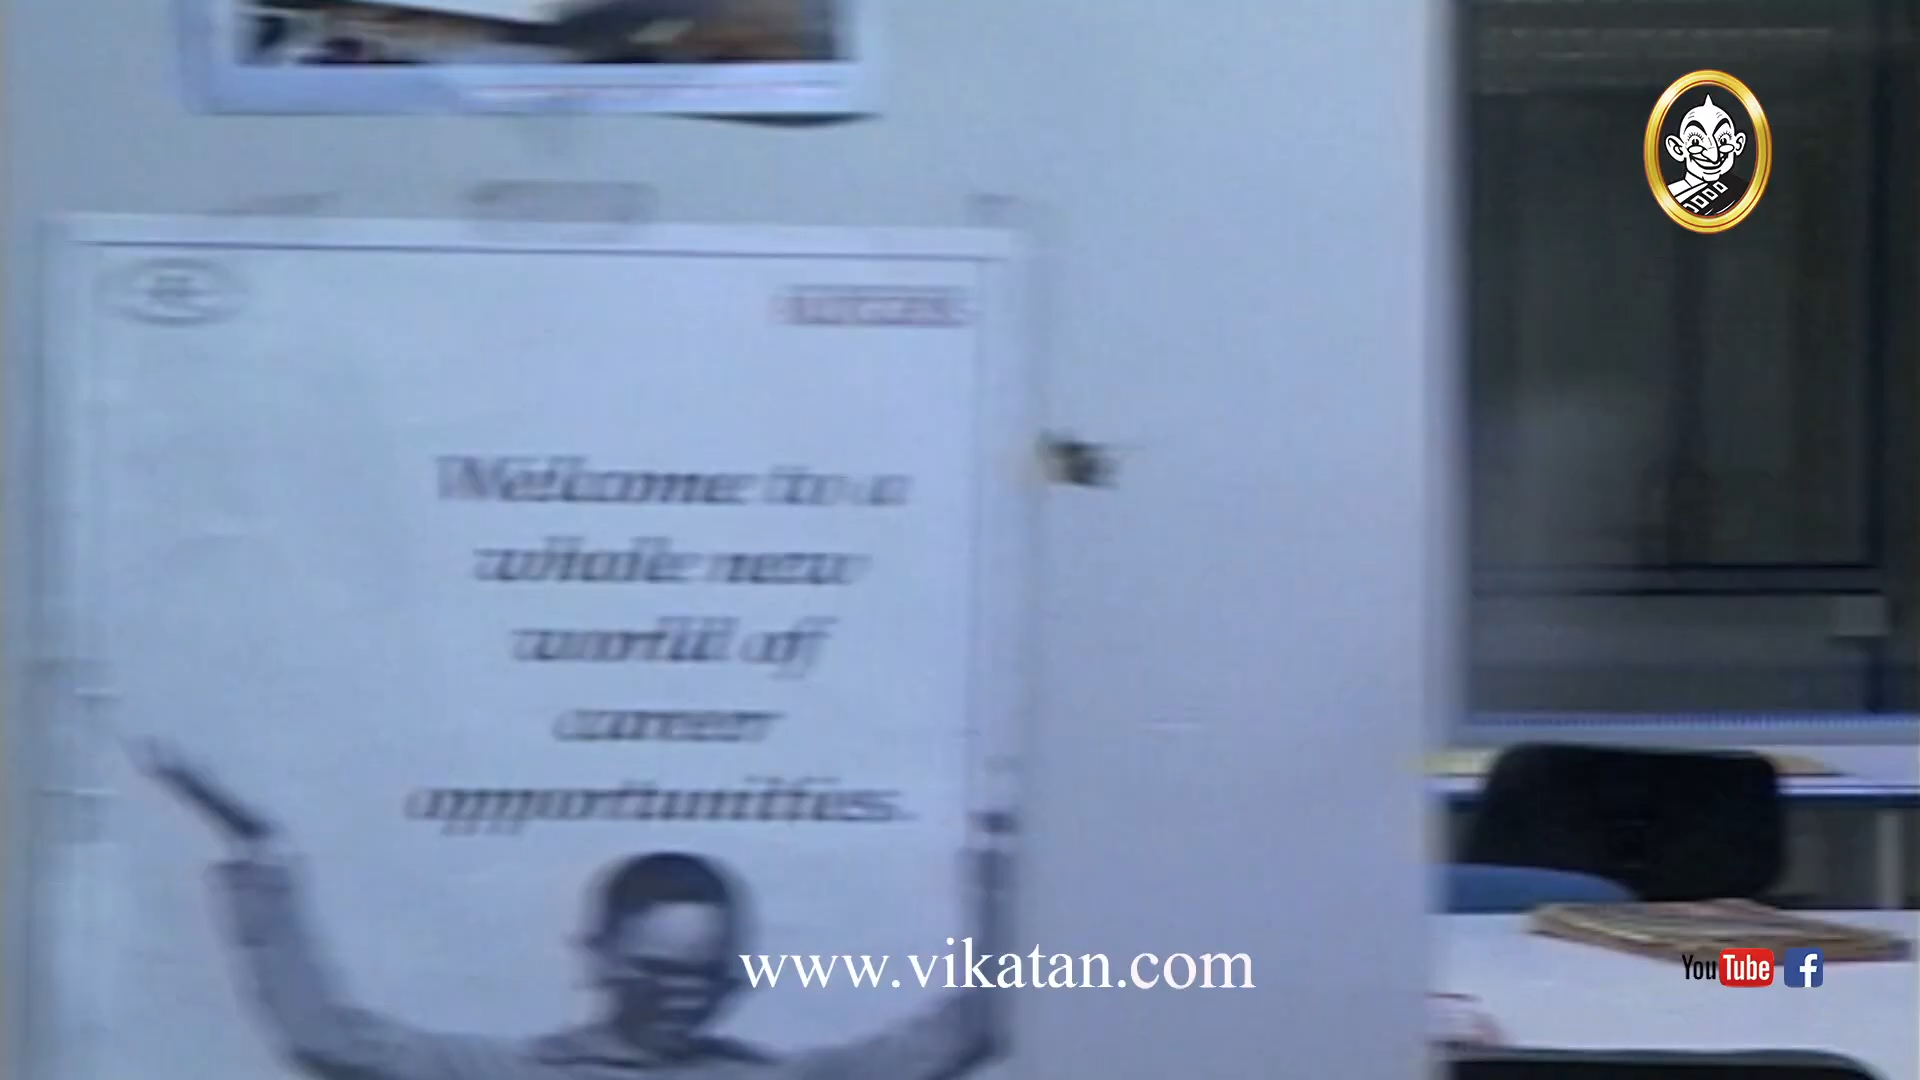 Welcome to a
whole new
world of
career
opportunities.
www.vikatan.com
YouTube f